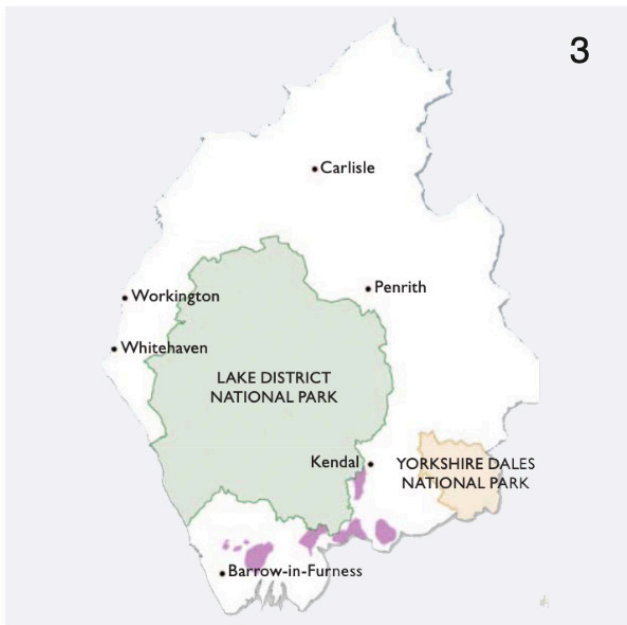 3
Carlisle
Penrith
Workington
Whitehaven
LAKE DISTRICT
NATIONAL PARK
Kendal
YORKSHIRE DALES
NATIONAL PARK
Barrow-in-Furness